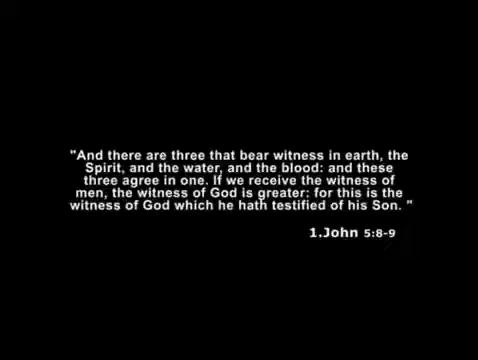 "And there are three that bear witness in earth, the
Spirit, and the water, and the blood: and these
three agree in one. If we receive the witness of
men, the witness of God is greater: for this is the
witness of God which he hath testified of his Son. "
1.John 5:8-9